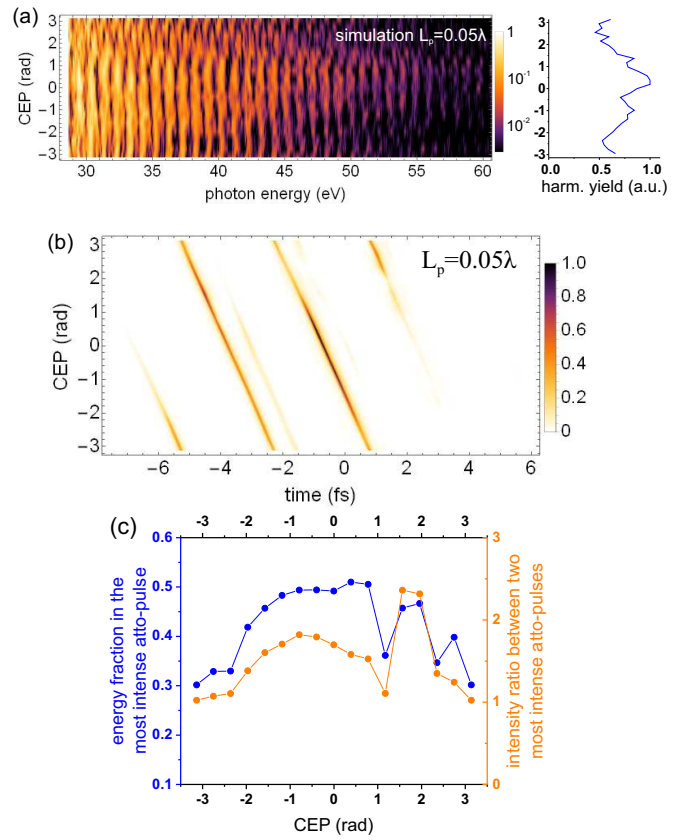 (a)
simulation Lp=0.05λ
CEP (rad)
3
2
1
0
−1
−2
−3
30 35 40 45 50 55 60
photon energy (eV)
1
10-1
10-2
3
2
1
0
-1
-2
-3
0.0 0.5 1.0
harm. yield (a.u.)
(b)
Lp=0.05λ
CEP (rad)
3
2
1
0
−1
−2
−3
−6 −4 −2 0 2 4 6
time (fs)
1.0
0.8
0.6
0.4
0.2
0
(c)
-3 -2 -1 0 1 2 3
energy fraction in the
most intense atto-pulse
0.6
0.5
0.4
0.3
0.2
0.1
3
2
1
0
intensity ratio between two
most intense atto-pulses
-3 -2 -1 0 1 2 3
CEP (rad)